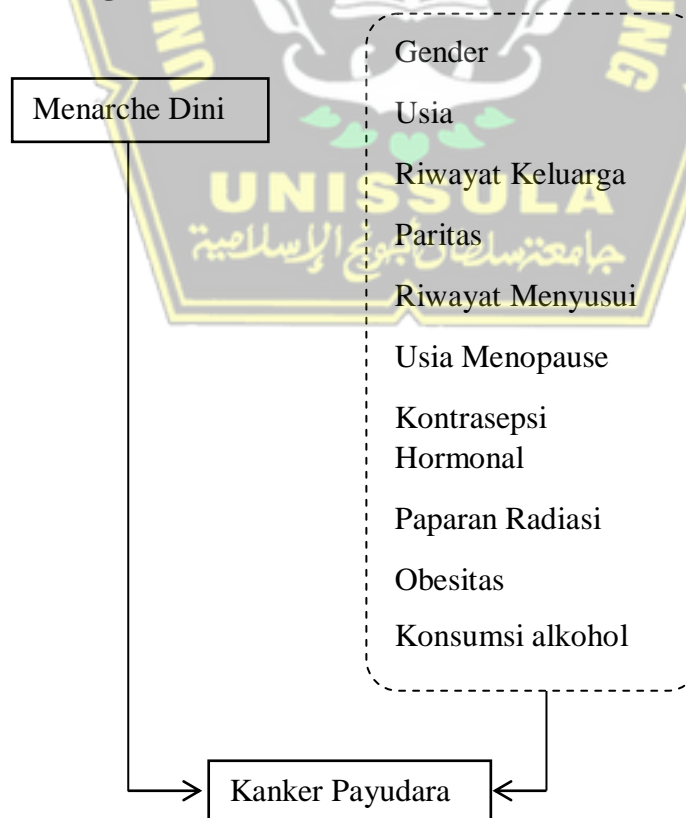 Menarche Dini
Gender
Usia
Riwayat Keluarga
Paritas
Riwayat Menyusui
Usia Menopause
Kontrasepsi
Hormonal
Paparan Radiasi
Obesitas
Konsumsi alkohol
Kanker Payudara
UNISSULA
جامعة سلطان أجونج الإسلامية